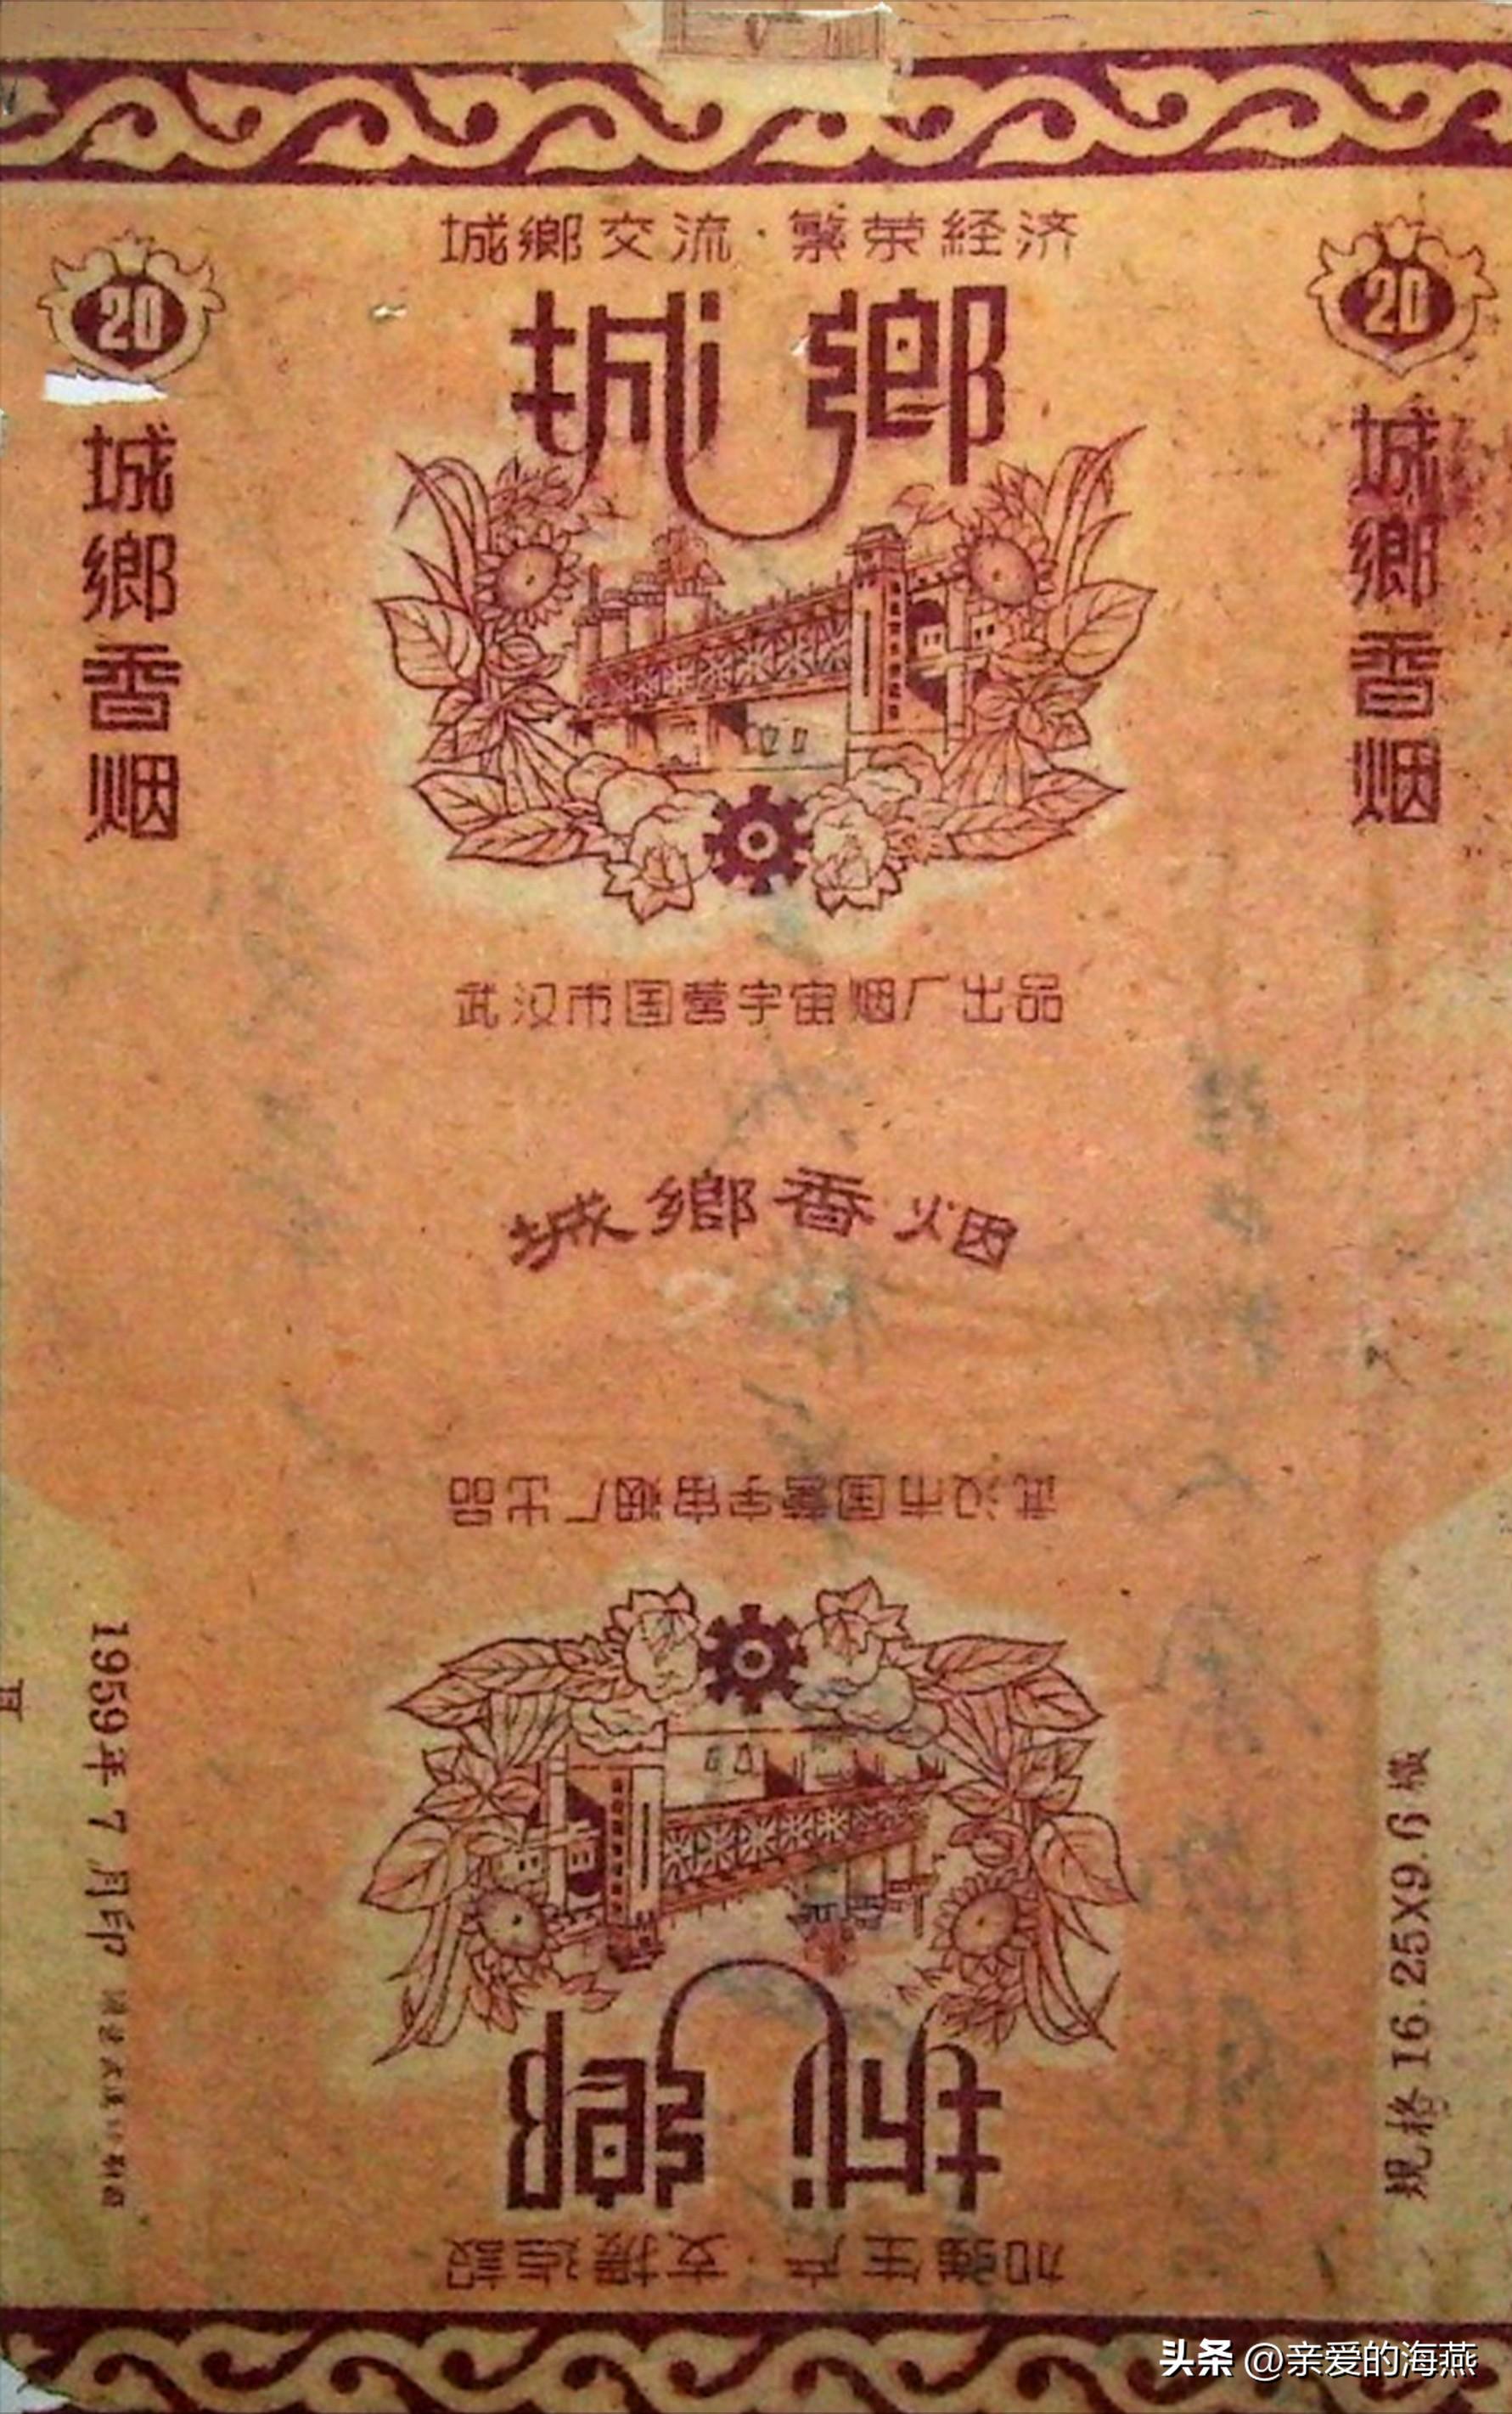 城鄉交流·繁荣経济
城鄉
20
城鄉香烟
20
城鄉香烟
武汉市国营宇宙烟厂出品
城鄉香烟
武汉市国营宇宙烟厂出品
城鄉
加强生产·支援建設
1959年7月印
規格16.25X9.6
头条 @亲爱的海燕